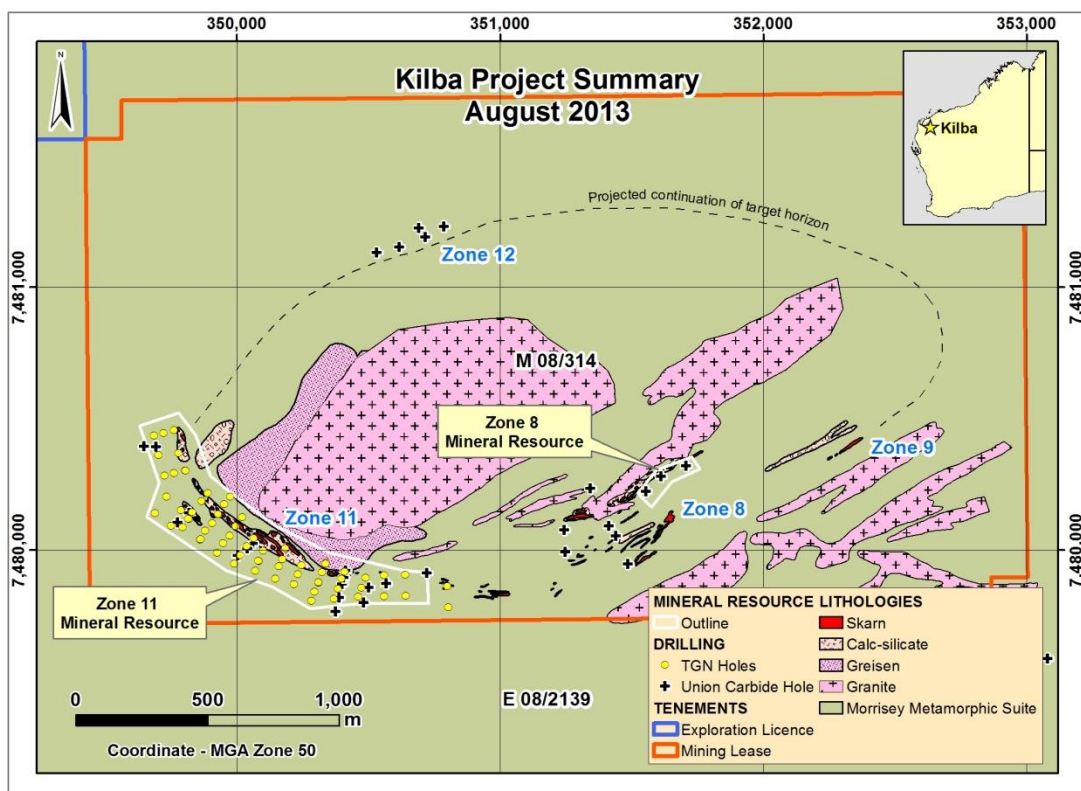 350,000
351,000
352,000
353,000
N
Kilba Project Summary
August 2013
Kilba
Projected continuation of target horizon
Zone 12
7,481,000
7,481,000
M 08/314
Zone 8
Mineral Resource
Zone 9
Zone 11
Zone 8
7,480,000
7,480,000
Zone 11
Mineral Resource
MINERAL RESOURCE
Outline
DRILLING
TGN Holes
Union Carbide Hole
TENEMENTS
Exploration Licence
Mining Lease
LITHOLOGIES
Skarn
Calc-silicate
Greisen
Granite
Morrisey Metamorphic Suite
0
500
1,000
m
Coordinate - MGA Zone 50
E 08/2139